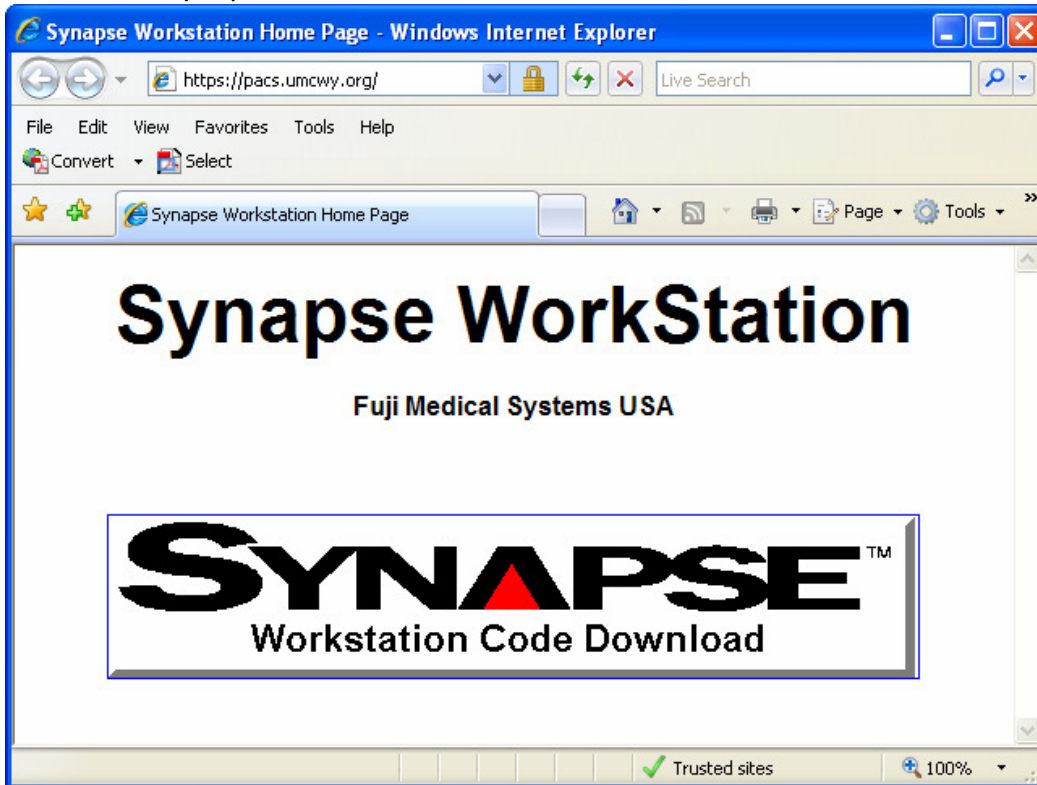 Synapse Workstation Home Page - Windows Internet Explorer
https://pacs.umcwy.org/
Live Search
File Edit View Favorites Tools Help
Convert Select
Synapse Workstation Home Page
Page Tools »
Synapse WorkStation
Fuji Medical Systems USA
SYNAPSE™
Workstation Code Download
Trusted sites 100%